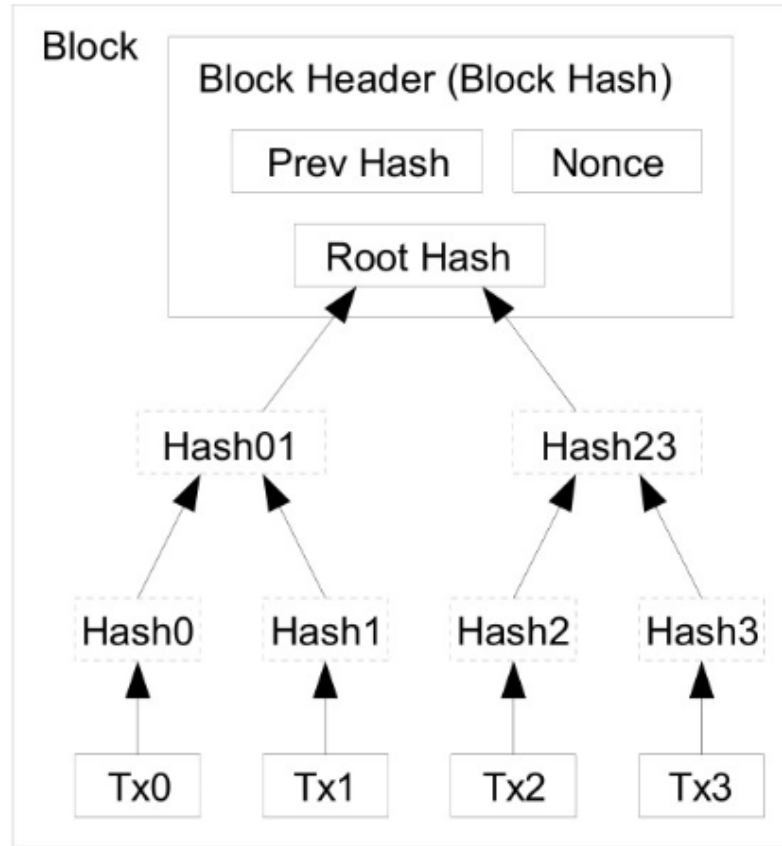 Block
Block Header (Block Hash)
Prev Hash
Nonce
Root Hash
Hash01
Hash23
Hash0
Hash1
Hash2
Hash3
Tx0
Tx1
Tx2
Tx3